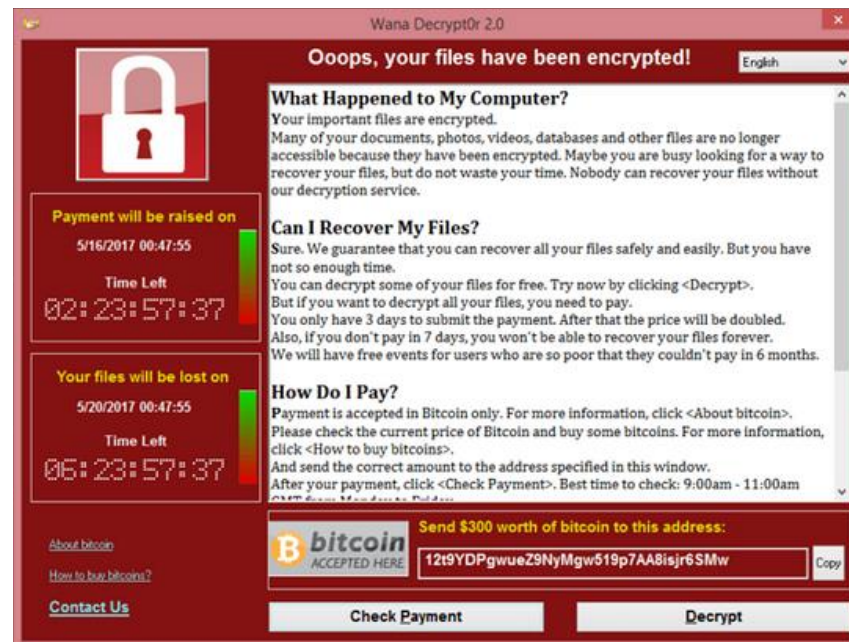 Wana Decrypt0r 2.0
Ooops, your files have been encrypted!
English
What Happened to My Computer?
Your important files are encrypted.
Many of your documents, photos, videos, databases and other files are no longer
accessible because they have been encrypted. Maybe you are busy looking for a way to
recover your files, but do not waste your time. Nobody can recover your files without
our decryption service.
Can I Recover My Files?
Sure. We guarantee that you can recover all your files safely and easily. But you have
not so enough time.
You can decrypt some of your files for free. Try now by clicking <Decrypt>.
But if you want to decrypt all your files, you need to pay.
You only have 3 days to submit the payment. After that the price will be doubled.
Also, if you don't pay in 7 days, you won't be able to recover your files forever.
We will have free events for users who are so poor that they couldn't pay in 6 months.
How Do I Pay?
Payment is accepted in Bitcoin only. For more information, click <About bitcoin>.
Please check the current price of Bitcoin and buy some bitcoins. For more information,
click <How to buy bitcoins>.
And send the correct amount to the address specified in this window.
After your payment, click <Check Payment>. Best time to check: 9:00am - 11:00am
GMT from Monday to Friday
Payment will be raised on
5/16/2017 00:47:55
Time Left
02:23:57:37
Your files will be lost on
5/20/2017 00:47:55
Time Left
06:23:57:37
About bitcoin
How to buy bitcoins?
Contact Us
bitcoin
ACCEPTED HERE
Send $300 worth of bitcoin to this address:
12t9YDPgwueZ9NyMgw519p7AA8isjr6SMw
Copy
Check Payment
Decrypt